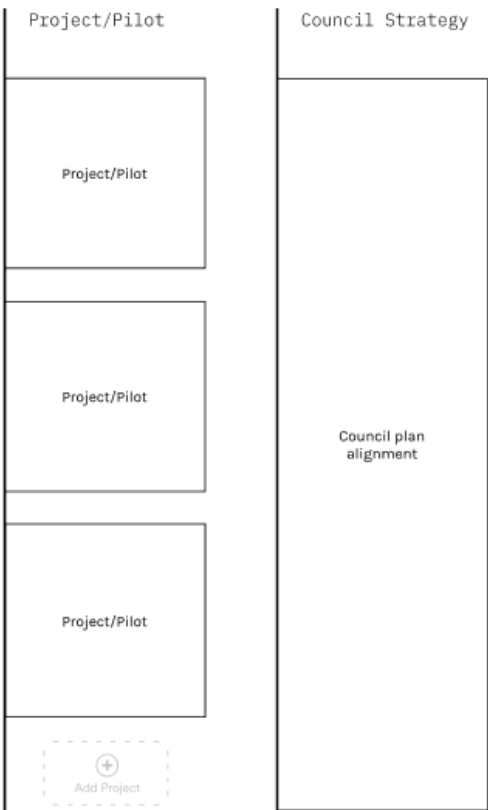 Project/Pilot
Council Strategy
Project/Pilot
Project/Pilot
Council plan
alignment
Project/Pilot
Add Project